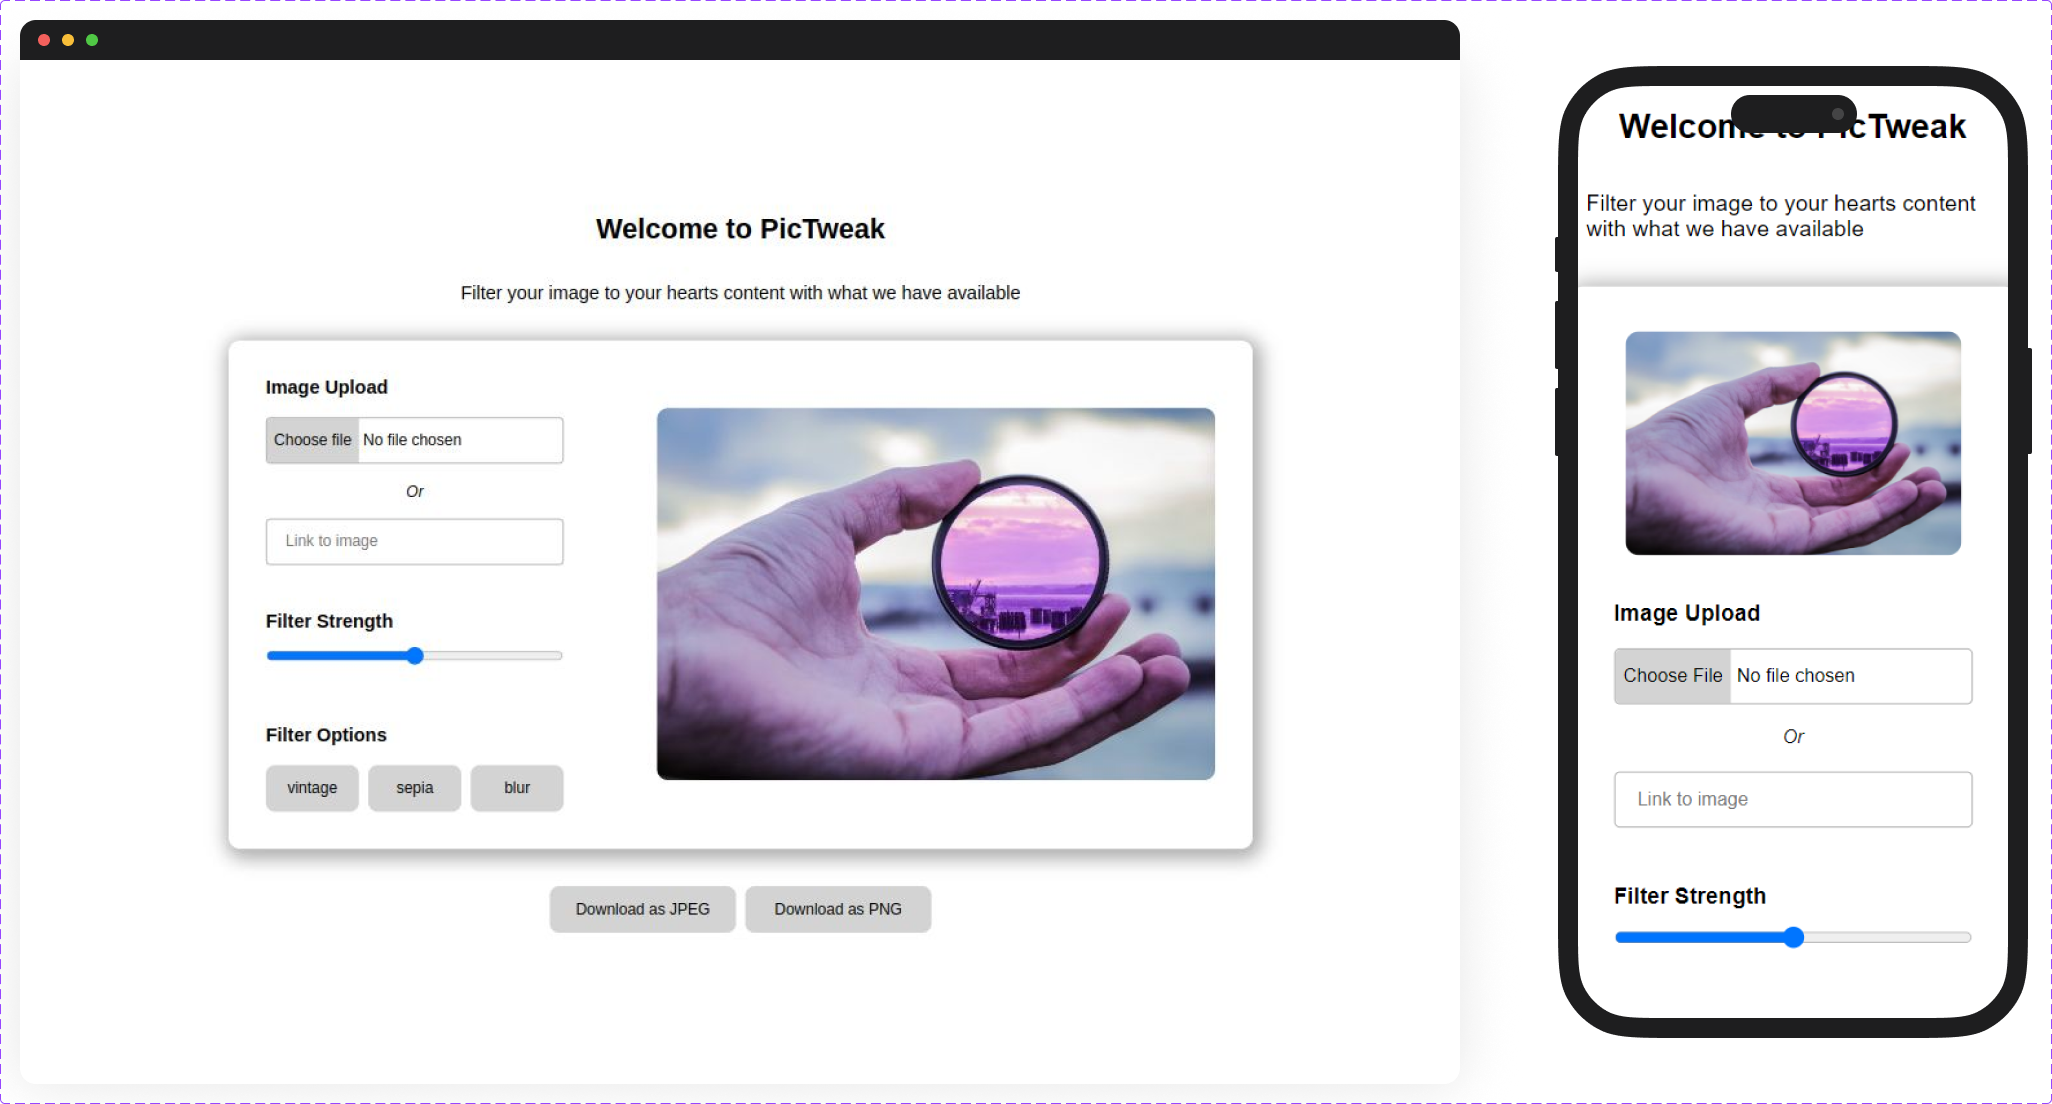 Welcome to PicTweak
Filter your image to your hearts content with what we have available
Image Upload
Choose file No file chosen
Or
Link to image
Filter Strength
Filter Options
vintage sepia blur
Download as JPEG Download as PNG
Welcome to PicTweak
Filter your image to your hearts content
with what we have available
Image Upload
Choose File No file chosen
Or
Link to image
Filter Strength